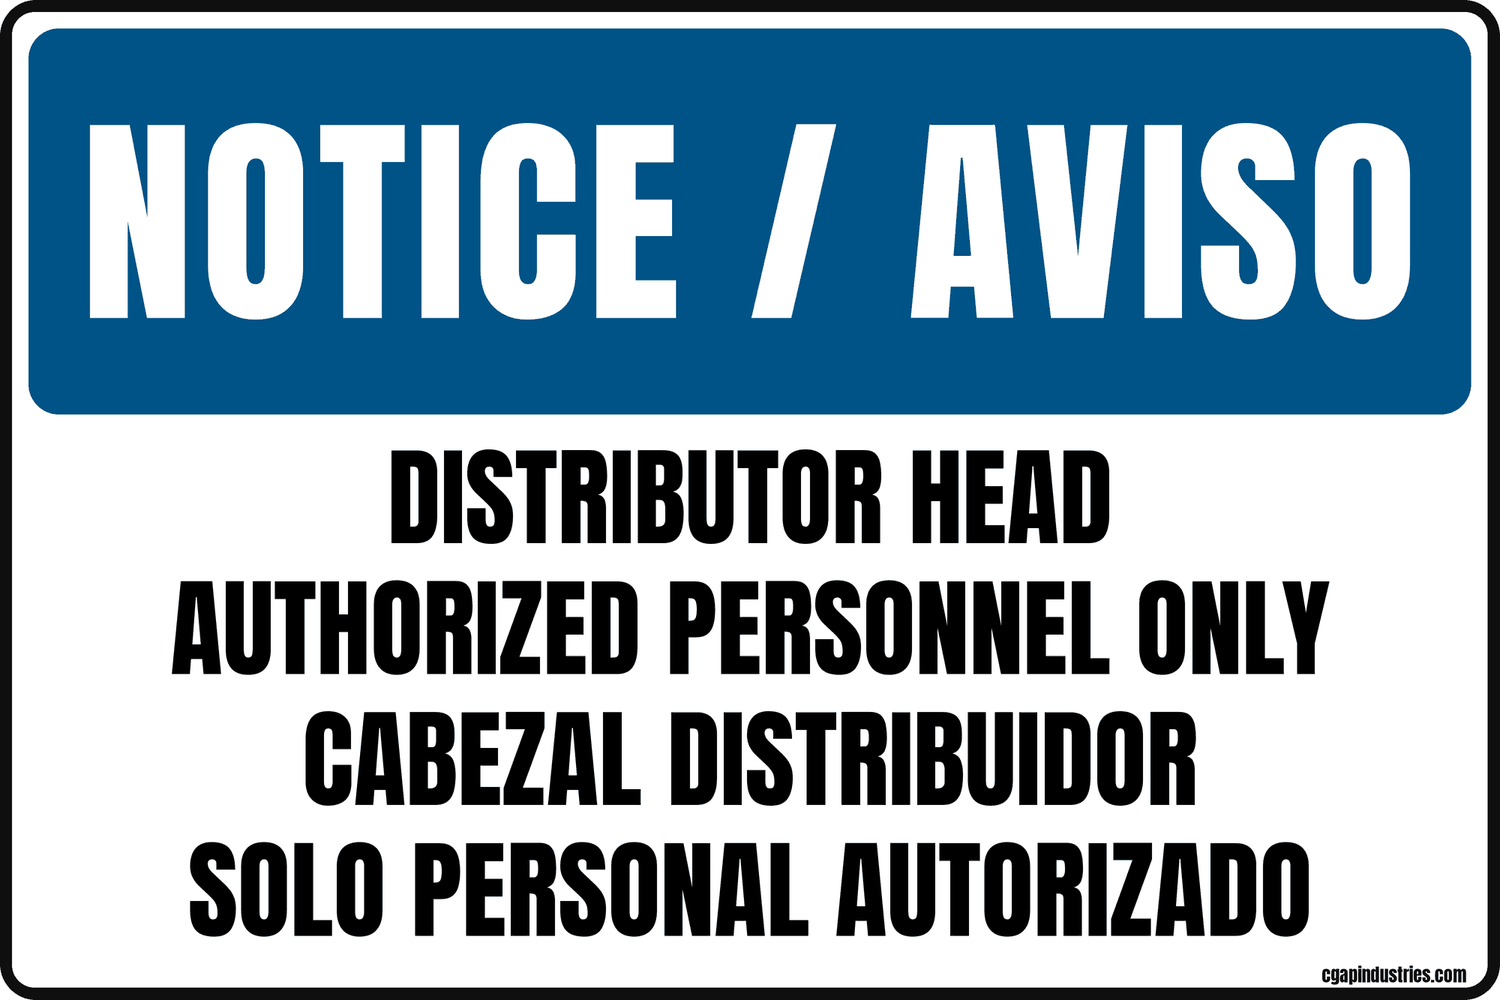 NOTICE / AVISO
DISTRIBUTOR HEAD
AUTHORIZED PERSONNEL ONLY
CABEZAL DISTRIBUIDOR
SOLO PERSONAL AUTORIZADO
cgapindustries.com